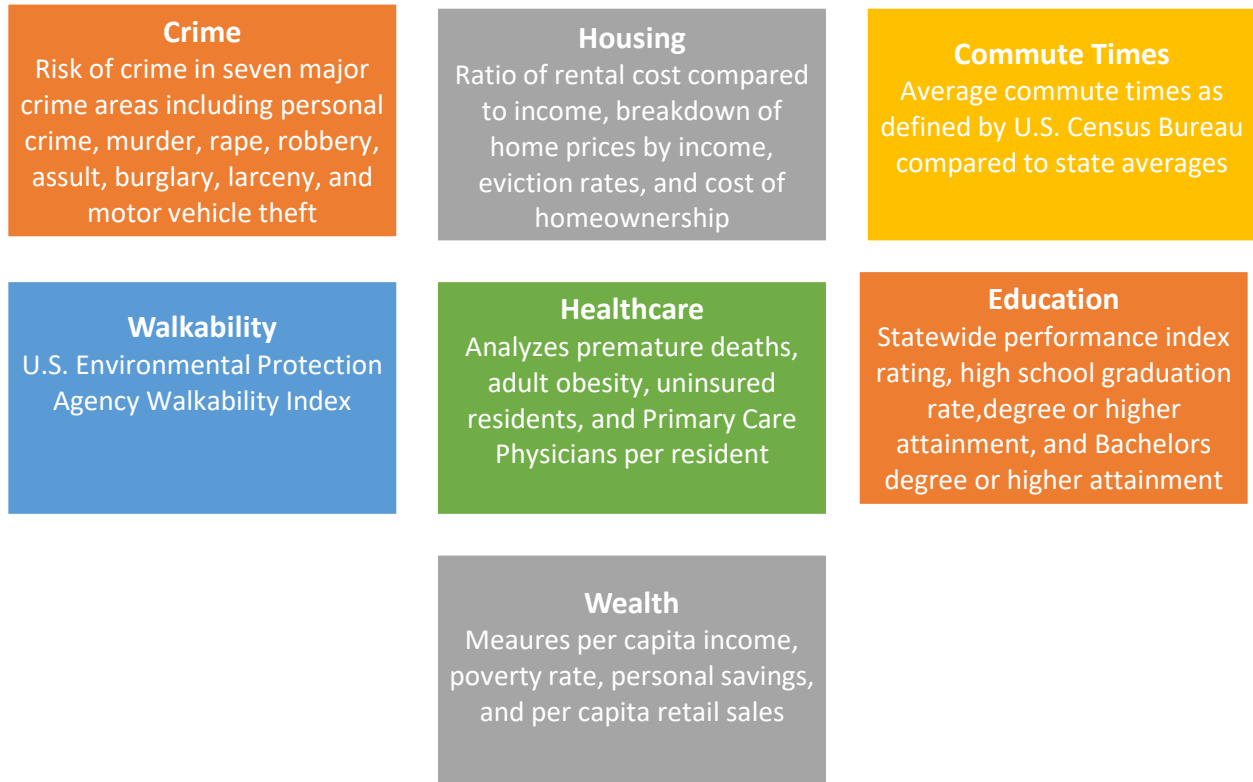 Crime
Risk of crime in seven major
crime areas including personal
crime, murder, rape, robbery,
assult, burglary, larceny, and
motor vehicle theft
Housing
Ratio of rental cost compared
to income, breakdown of
home prices by income,
eviction rates, and cost of
homeownership
Commute Times
Average commute times as
defined by U.S. Census Bureau
compared to state averages
Walkability
U.S. Environmental Protection
Agency Walkability Index
Healthcare
Analyzes premature deaths,
adult obesity, uninsured
residents, and Primary Care
Physicians per resident
Education
Statewide performance index
rating, high school graduation
rate,degree or higher
attainment, and Bachelors
degree or higher attainment
Wealth
Meaures per capita income,
poverty rate, personal savings,
and per capita retail sales